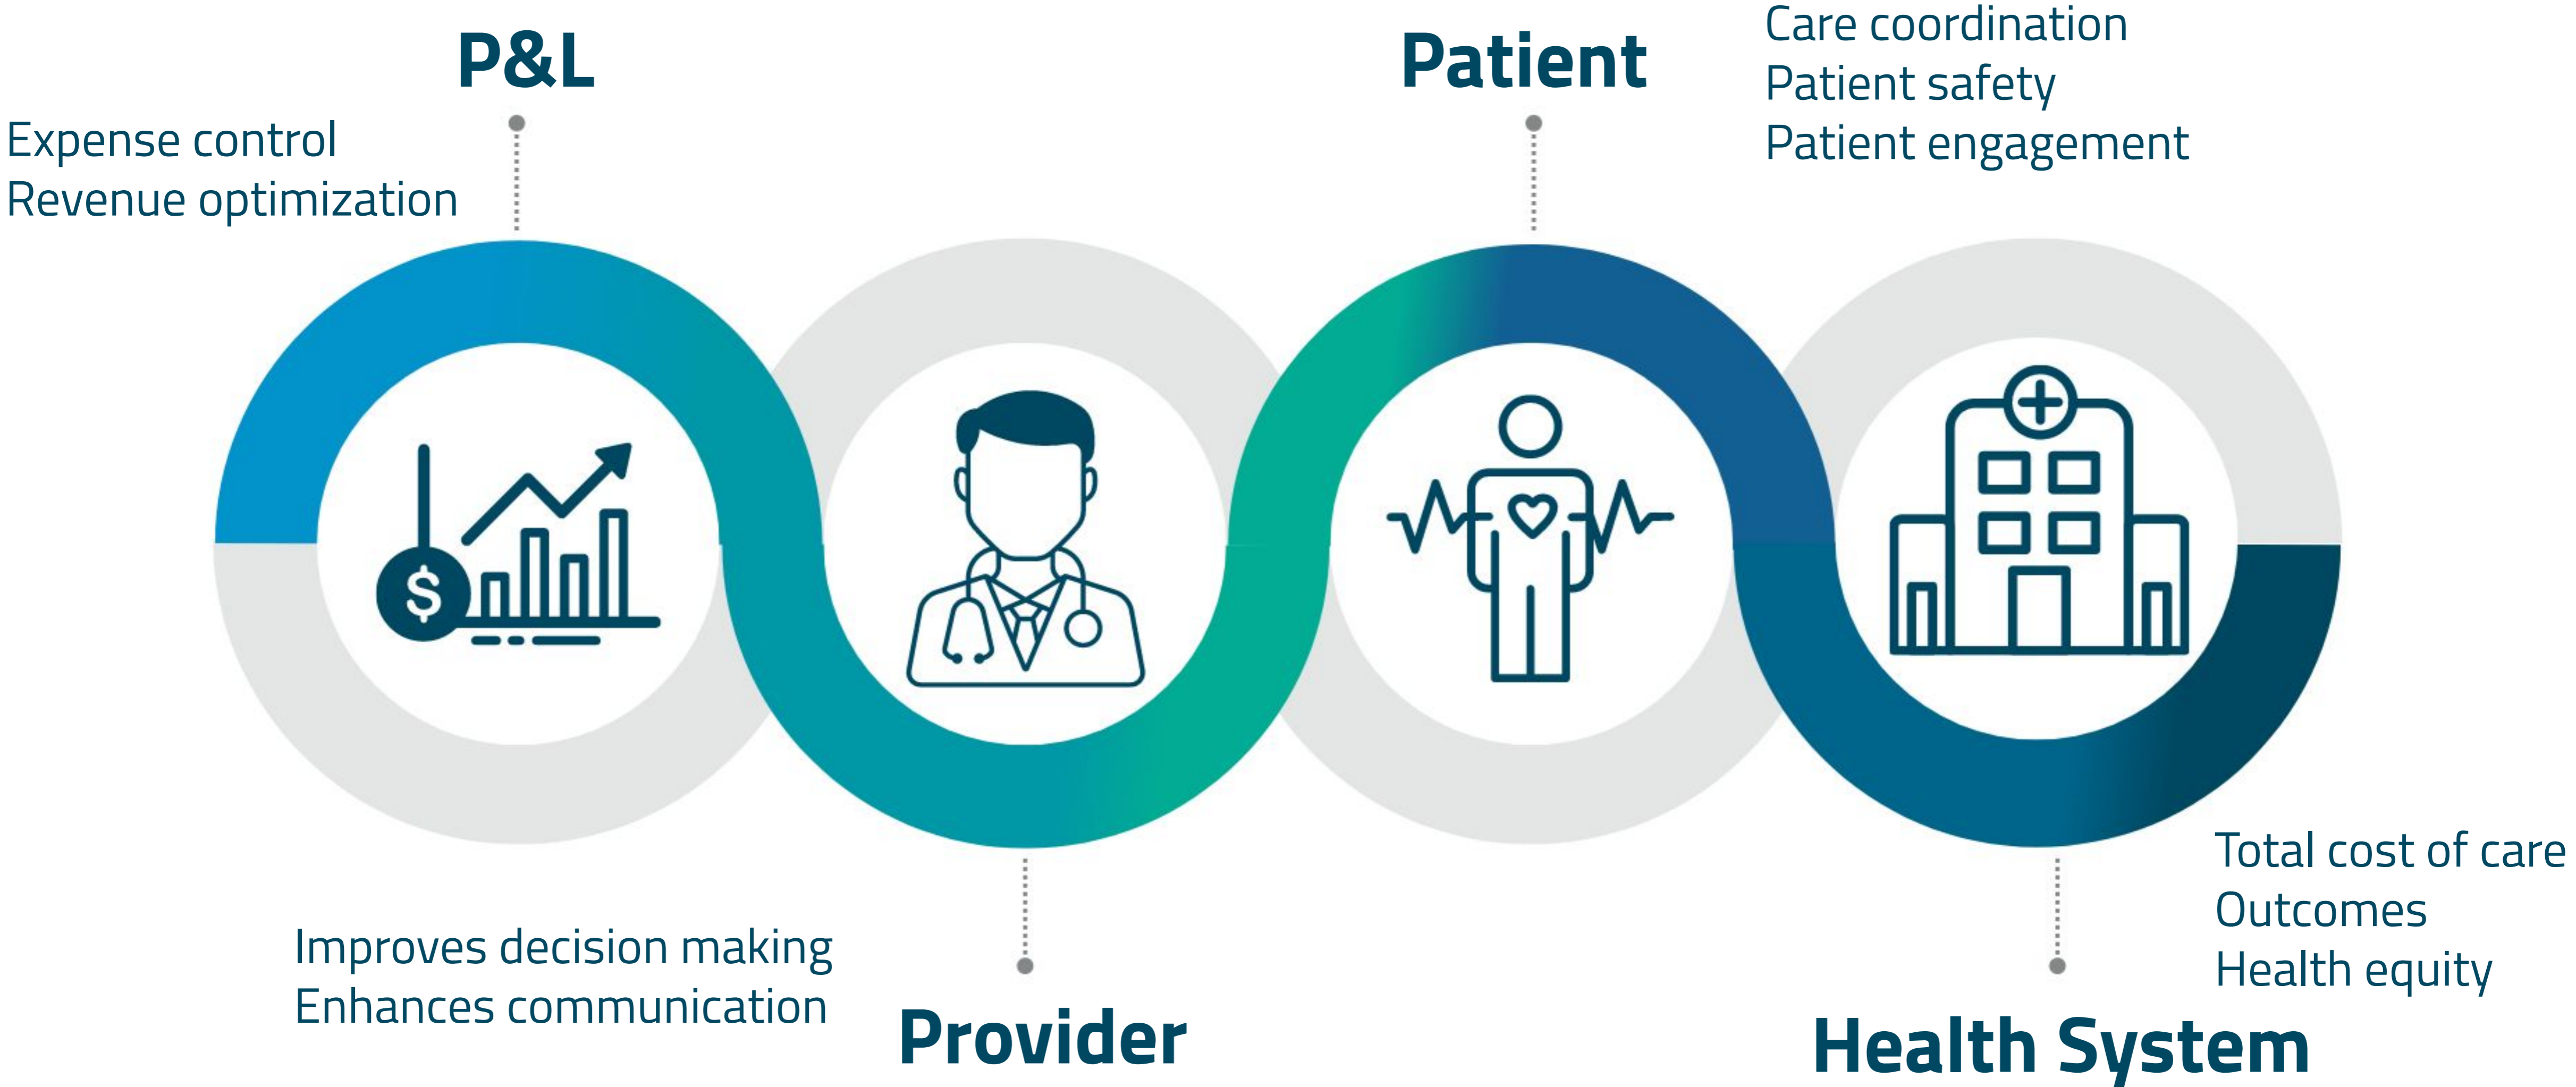 P&L
Expense control
Revenue optimization
Patient
Care coordination
Patient safety
Patient engagement
$
Improves decision making
Enhances communication
Provider
Total cost of care
Outcomes
Health equity
Health System